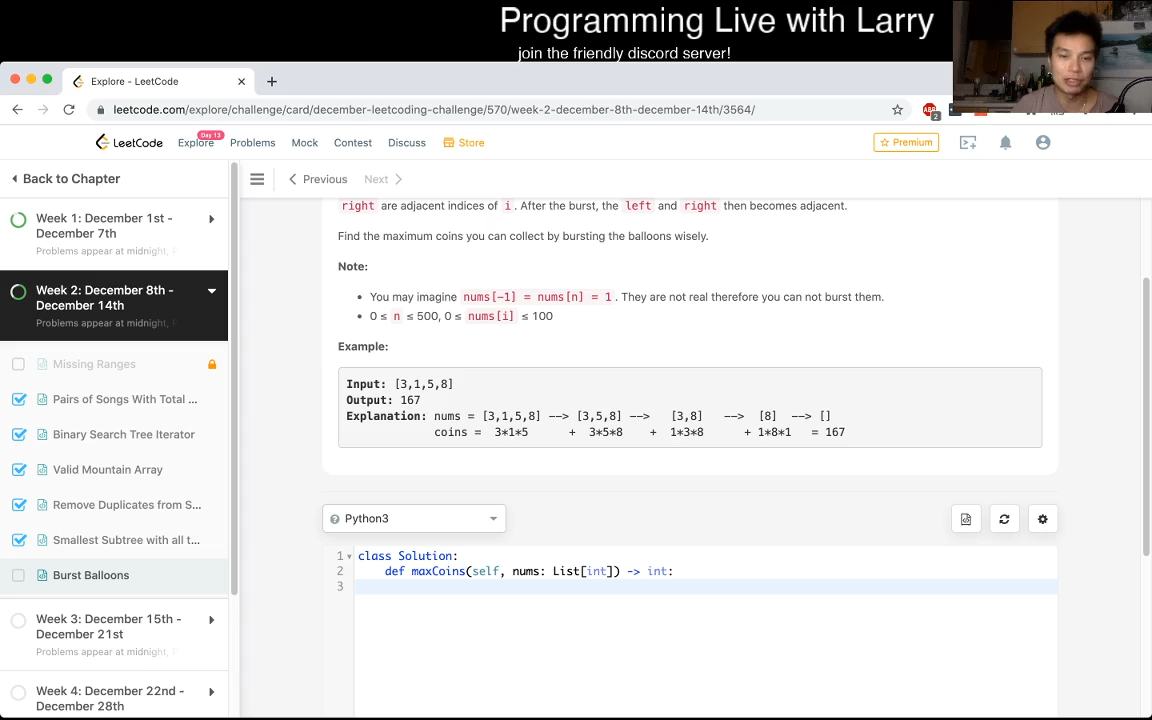 Programming Live with Larry
join the friendly discord server!
Explore - LeetCode
leetcode.com/explore/challenge/card/december-leetcoding-challenge/570/week-2-december-8th-december-14th/3564/
2
LeetCode
Explore
Day 13
Problems
Mock
Contest
Discuss
Store
Premium
Back to Chapter
Previous
Next
Week 1: December 1st -
December 7th
Problems appear at midnight,
Week 2: December 8th -
December 14th
Problems appear at midnight,
Missing Ranges
Pairs of Songs With Total ...
Binary Search Tree Iterator
Valid Mountain Array
Remove Duplicates from S...
Smallest Subtree with all t...
Burst Balloons
Week 3: December 15th -
December 21st
Problems appear at midnight,
Week 4: December 22nd -
December 28th
right are adjacent indices of i. After the burst, the left and right then becomes adjacent.
Find the maximum coins you can collect by bursting the balloons wisely.
Note:
• You may imagine nums[-1] = nums[n] = 1. They are not real therefore you can not burst them.
• 0 ≤ n ≤ 500, 0 ≤ nums[i] ≤ 100
Example:
Input: [3,1,5,8]
Output: 167
Explanation: nums = [3,1,5,8] --> [3,5,8] --> [3,8] --> [8] --> []
coins = 3*1*5 + 3*5*8 + 1*3*8 + 1*8*1 = 167
Python3
1 class Solution:
2 def maxCoins(self, nums: List[int]) -> int:
3